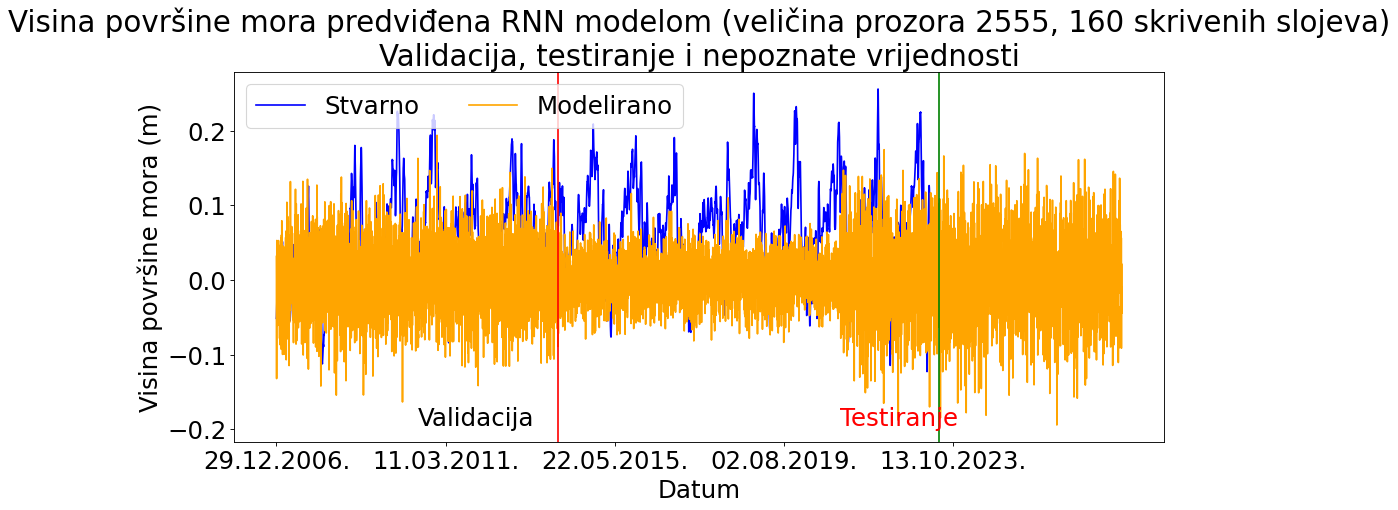 Visina površine mora predviđena RNN modelom (veličina prozora 2555, 160 skrivenih slojeva)
Validacija, testiranje i nepoznate vrijednosti
Stvarno
Modelirano
Visina površine mora (m)
0.2
0.1
0.0
−0.1
−0.2
Validacija
Testiranje
29.12.2006.
11.03.2011.
22.05.2015.
02.08.2019.
13.10.2023.
Datum